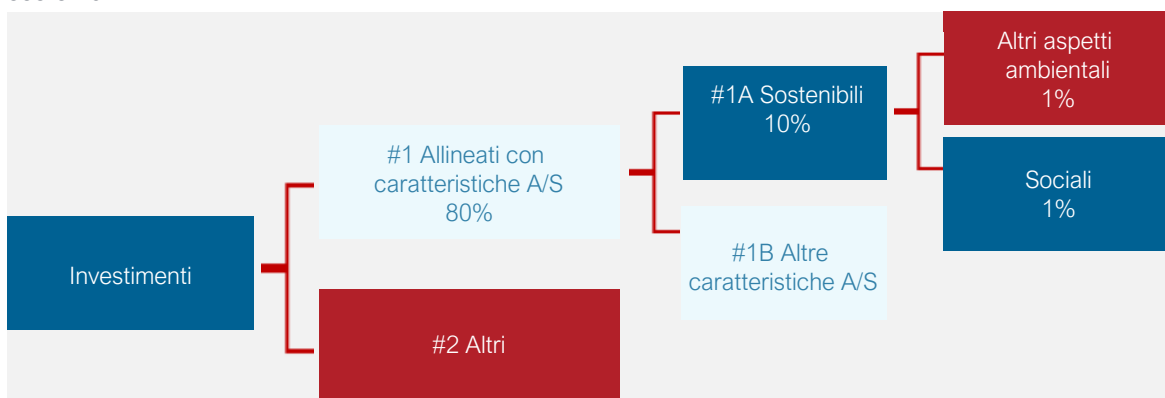 Investimenti
#1 Allineati con
caratteristiche A/S
80%
#2 Altri
#1A Sostenibili
10%
#1B Altre
caratteristiche A/S
Altri aspetti
ambientali
1%
Sociali
1%